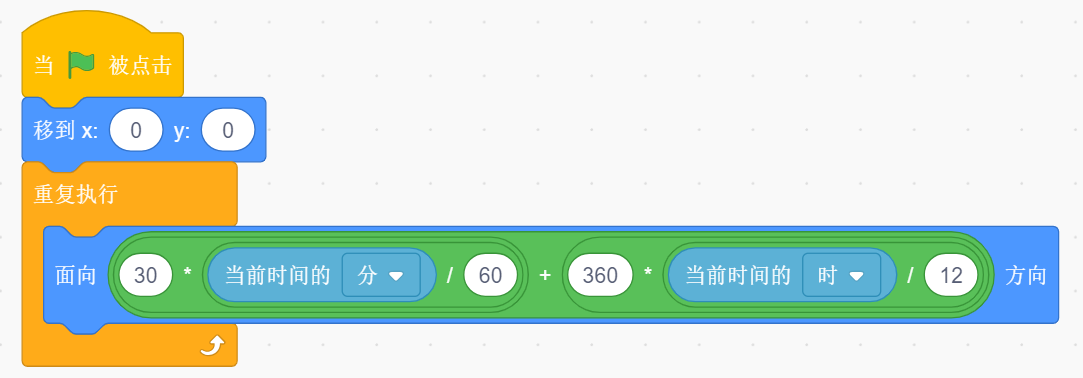 当 被点击
移到 x: 0 y: 0
重复执行
面向 30 * 当前时间的 分 / 60 + 360 * 当前时间的 时 / 12 方向